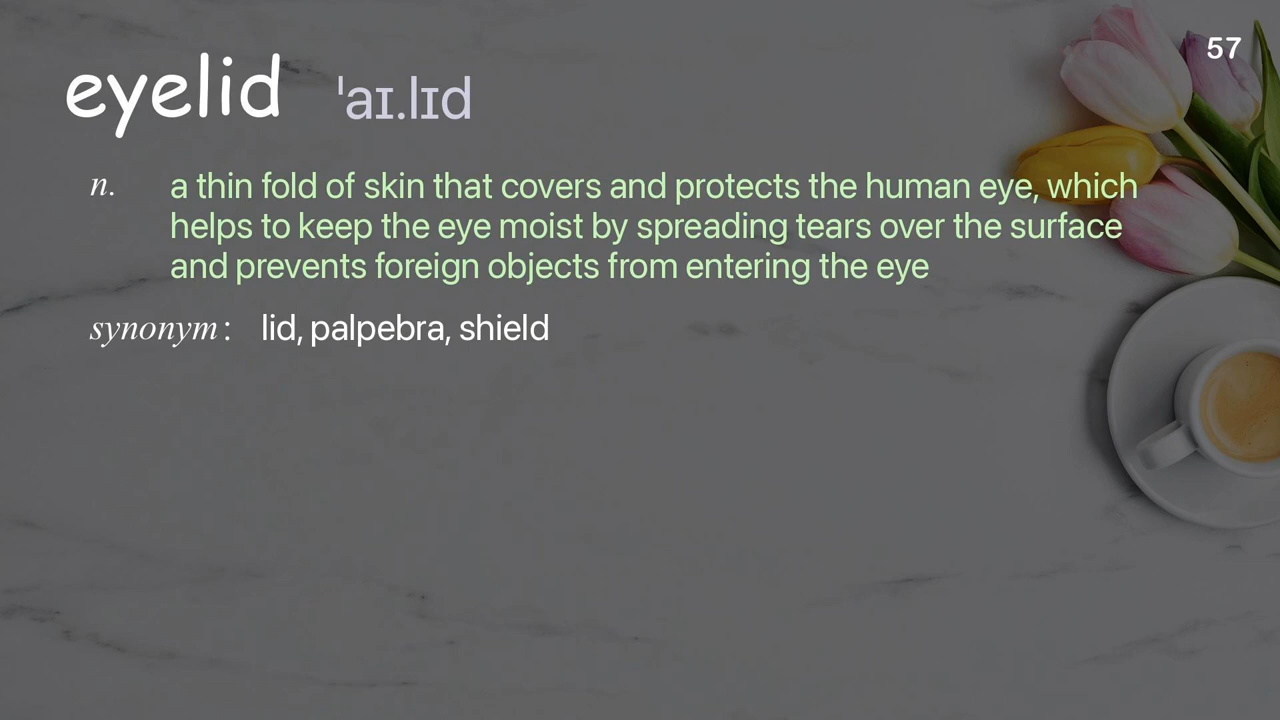 57
eyelid ˈaɪ.lɪd
n. a thin fold of skin that covers and protects the human eye, which
helps to keep the eye moist by spreading tears over the surface
and prevents foreign objects from entering the eye
synonym: lid, palpebra, shield